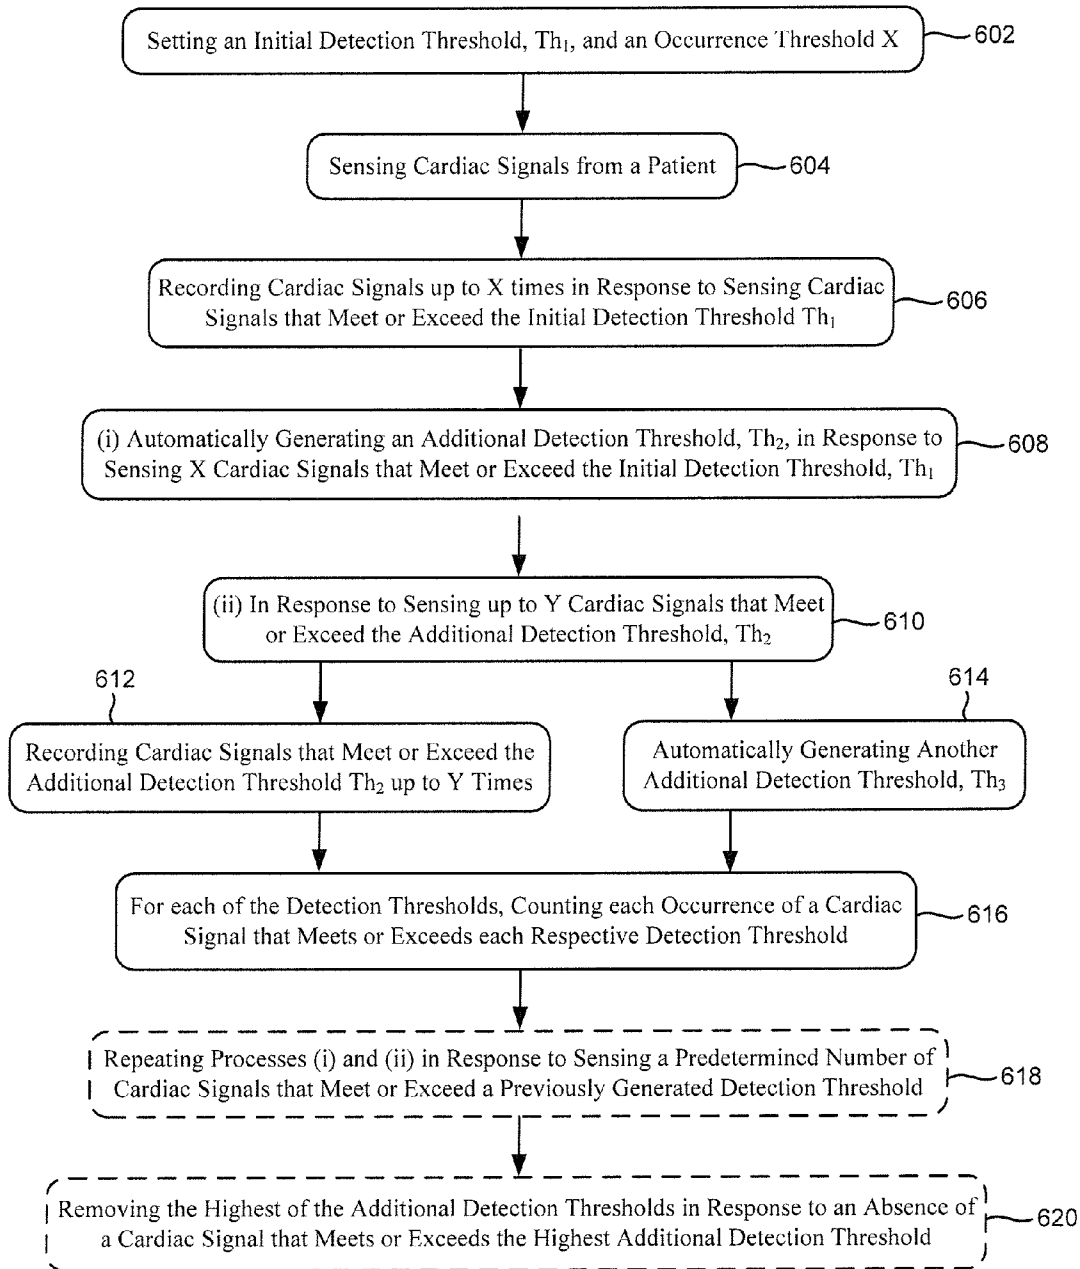 Setting an Initial Detection Threshold, Th1, and an Occurrence Threshold X
602
Sensing Cardiac Signals from a Patient
604
Recording Cardiac Signals up to X times in Response to Sensing Cardiac
Signals that Meet or Exceed the Initial Detection Threshold Th1
606
(i) Automatically Generating an Additional Detection Threshold, Th2, in Response to
Sensing X Cardiac Signals that Meet or Exceed the Initial Detection Threshold, Th1
608
(ii) In Response to Sensing up to Y Cardiac Signals that Meet
or Exceed the Additional Detection Threshold, Th2
610
612
Recording Cardiac Signals that Meet or Exceed the
Additional Detection Threshold Th2 up to Y Times
614
Automatically Generating Another
Additional Detection Threshold, Th3
For each of the Detection Thresholds, Counting each Occurrence of a Cardiac
Signal that Meets or Exceeds each Respective Detection Threshold
616
Repeating Processes (i) and (ii) in Response to Sensing a Predetermined Number of
Cardiac Signals that Meet or Exceed a Previously Generated Detection Threshold
618
Removing the Highest of the Additional Detection Thresholds in Response to an Absence of
a Cardiac Signal that Meets or Exceeds the Highest Additional Detection Threshold
620